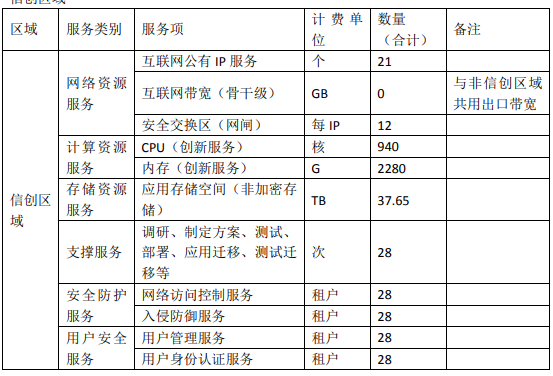 信创区域
区域 服务类别 服务项 计费单位 数量（合计） 备注
信创区域 网络资源服务 互联网公有 IP 服务 个 21
互联网带宽（骨干级） GB 0 与非信创区域共用出口带宽
安全交换区（网闸） 每 IP 12
计算资源服务 CPU（创新服务） 核 940
内存（创新服务） G 2280
存储资源服务 应用存储空间（非加密存储） TB 37.65
支撑服务 调研、制定方案、测试、部署、应用迁移、测试迁移等 次 28
安全防护服务 网络访问控制服务 租户 28
入侵防御服务 租户 28
用户安全服务 用户管理服务 租户 28
用户身份认证服务 租户 28